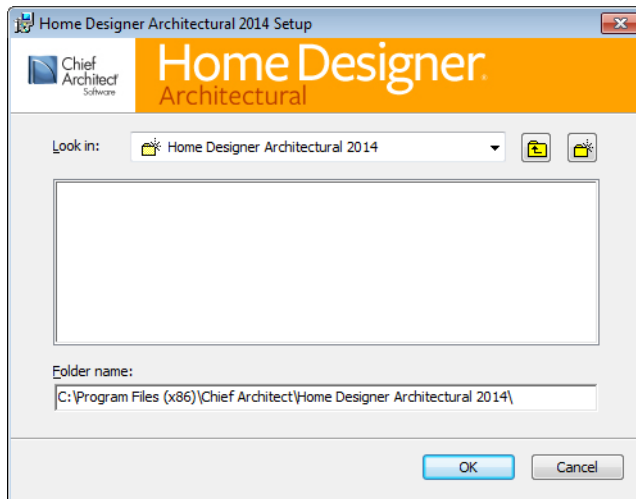 Home Designer Architectural 2014 Setup
Chief
Architect
Software
Home Designer®
Architectural
Look in:
Home Designer Architectural 2014
Folder name:
C:\Program Files (x86)\Chief Architect\Home Designer Architectural 2014\
OK
Cancel